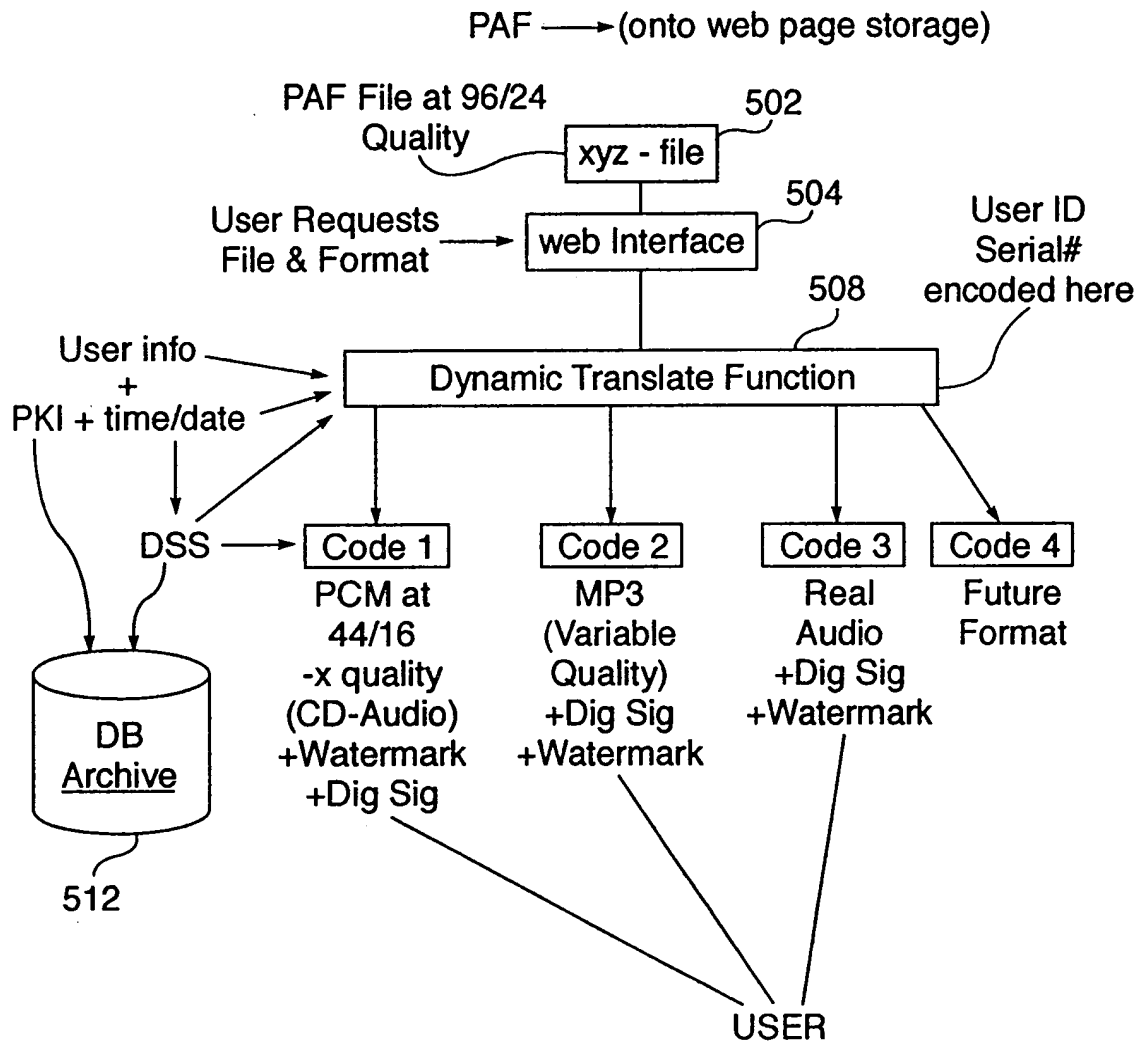 PAF (onto web page storage)
PAF File at 96/24
Quality
502
xyz - file
504
User Requests
File & Format
web Interface
User ID
Serial#
encoded here
508
User info
+
PKI + time/date
Dynamic Translate Function
DSS
Code 1
Code 2
Code 3
Code 4
PCM at
44/16
-x quality
(CD-Audio)
+Watermark
+Dig Sig
MP3
(Variable
Quality)
+Dig Sig
+Watermark
Real
Audio
+Dig Sig
+Watermark
Future
Format
DB
Archive
512
USER